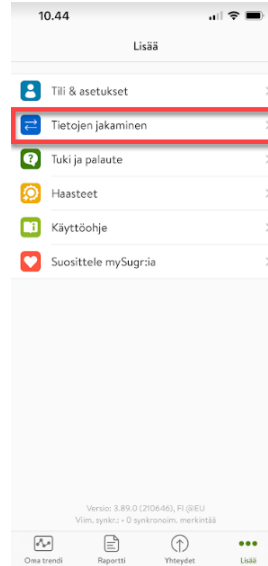 10.44
Lisää
Tili & asetukset
Tietojen jakaminen
Tuki ja palaute
Haasteet
Käyttöohje
Suosittele mySugr:ia
Versio: 3.89.0 (210646), FI @EU
Viim. synkr.: - 0 synkronoim. merkintää
Oma trendi Raportti Yhteydet Lisää